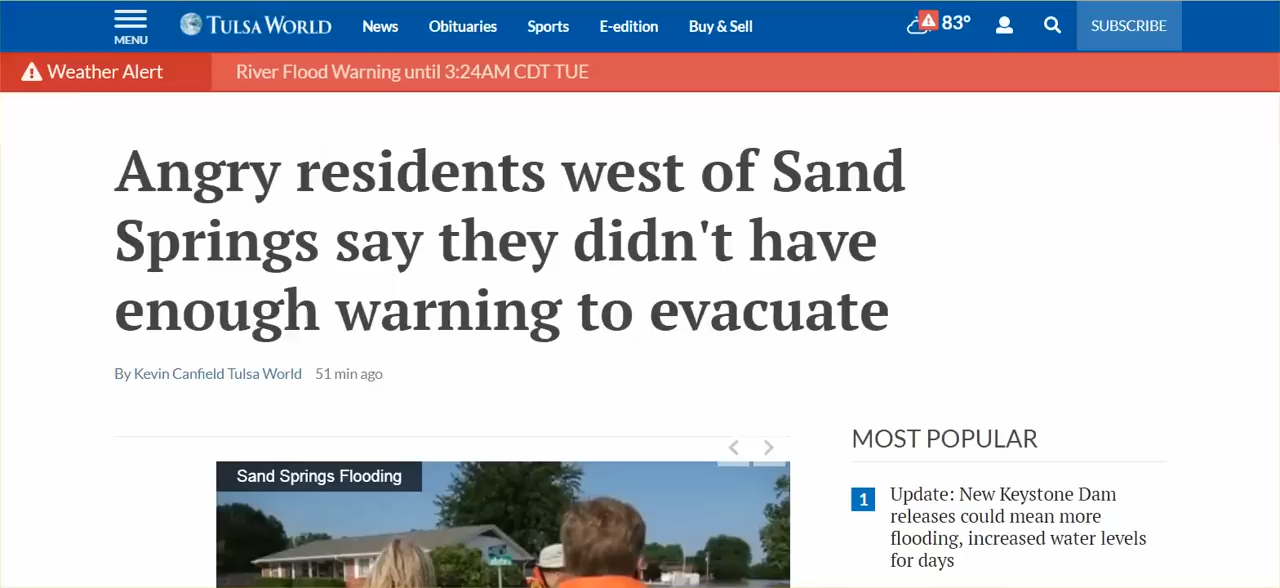 MENU
TULSA WORLD
News
Obituaries
Sports
E-edition
Buy & Sell
83°
SUBSCRIBE
Weather Alert
River Flood Warning until 3:24AM CDT TUE
Angry residents west of Sand
Springs say they didn't have
enough warning to evacuate
By Kevin Canfield Tulsa World 51 min ago
Sand Springs Flooding
MOST POPULAR
1
Update: New Keystone Dam
releases could mean more
flooding, increased water levels
for days